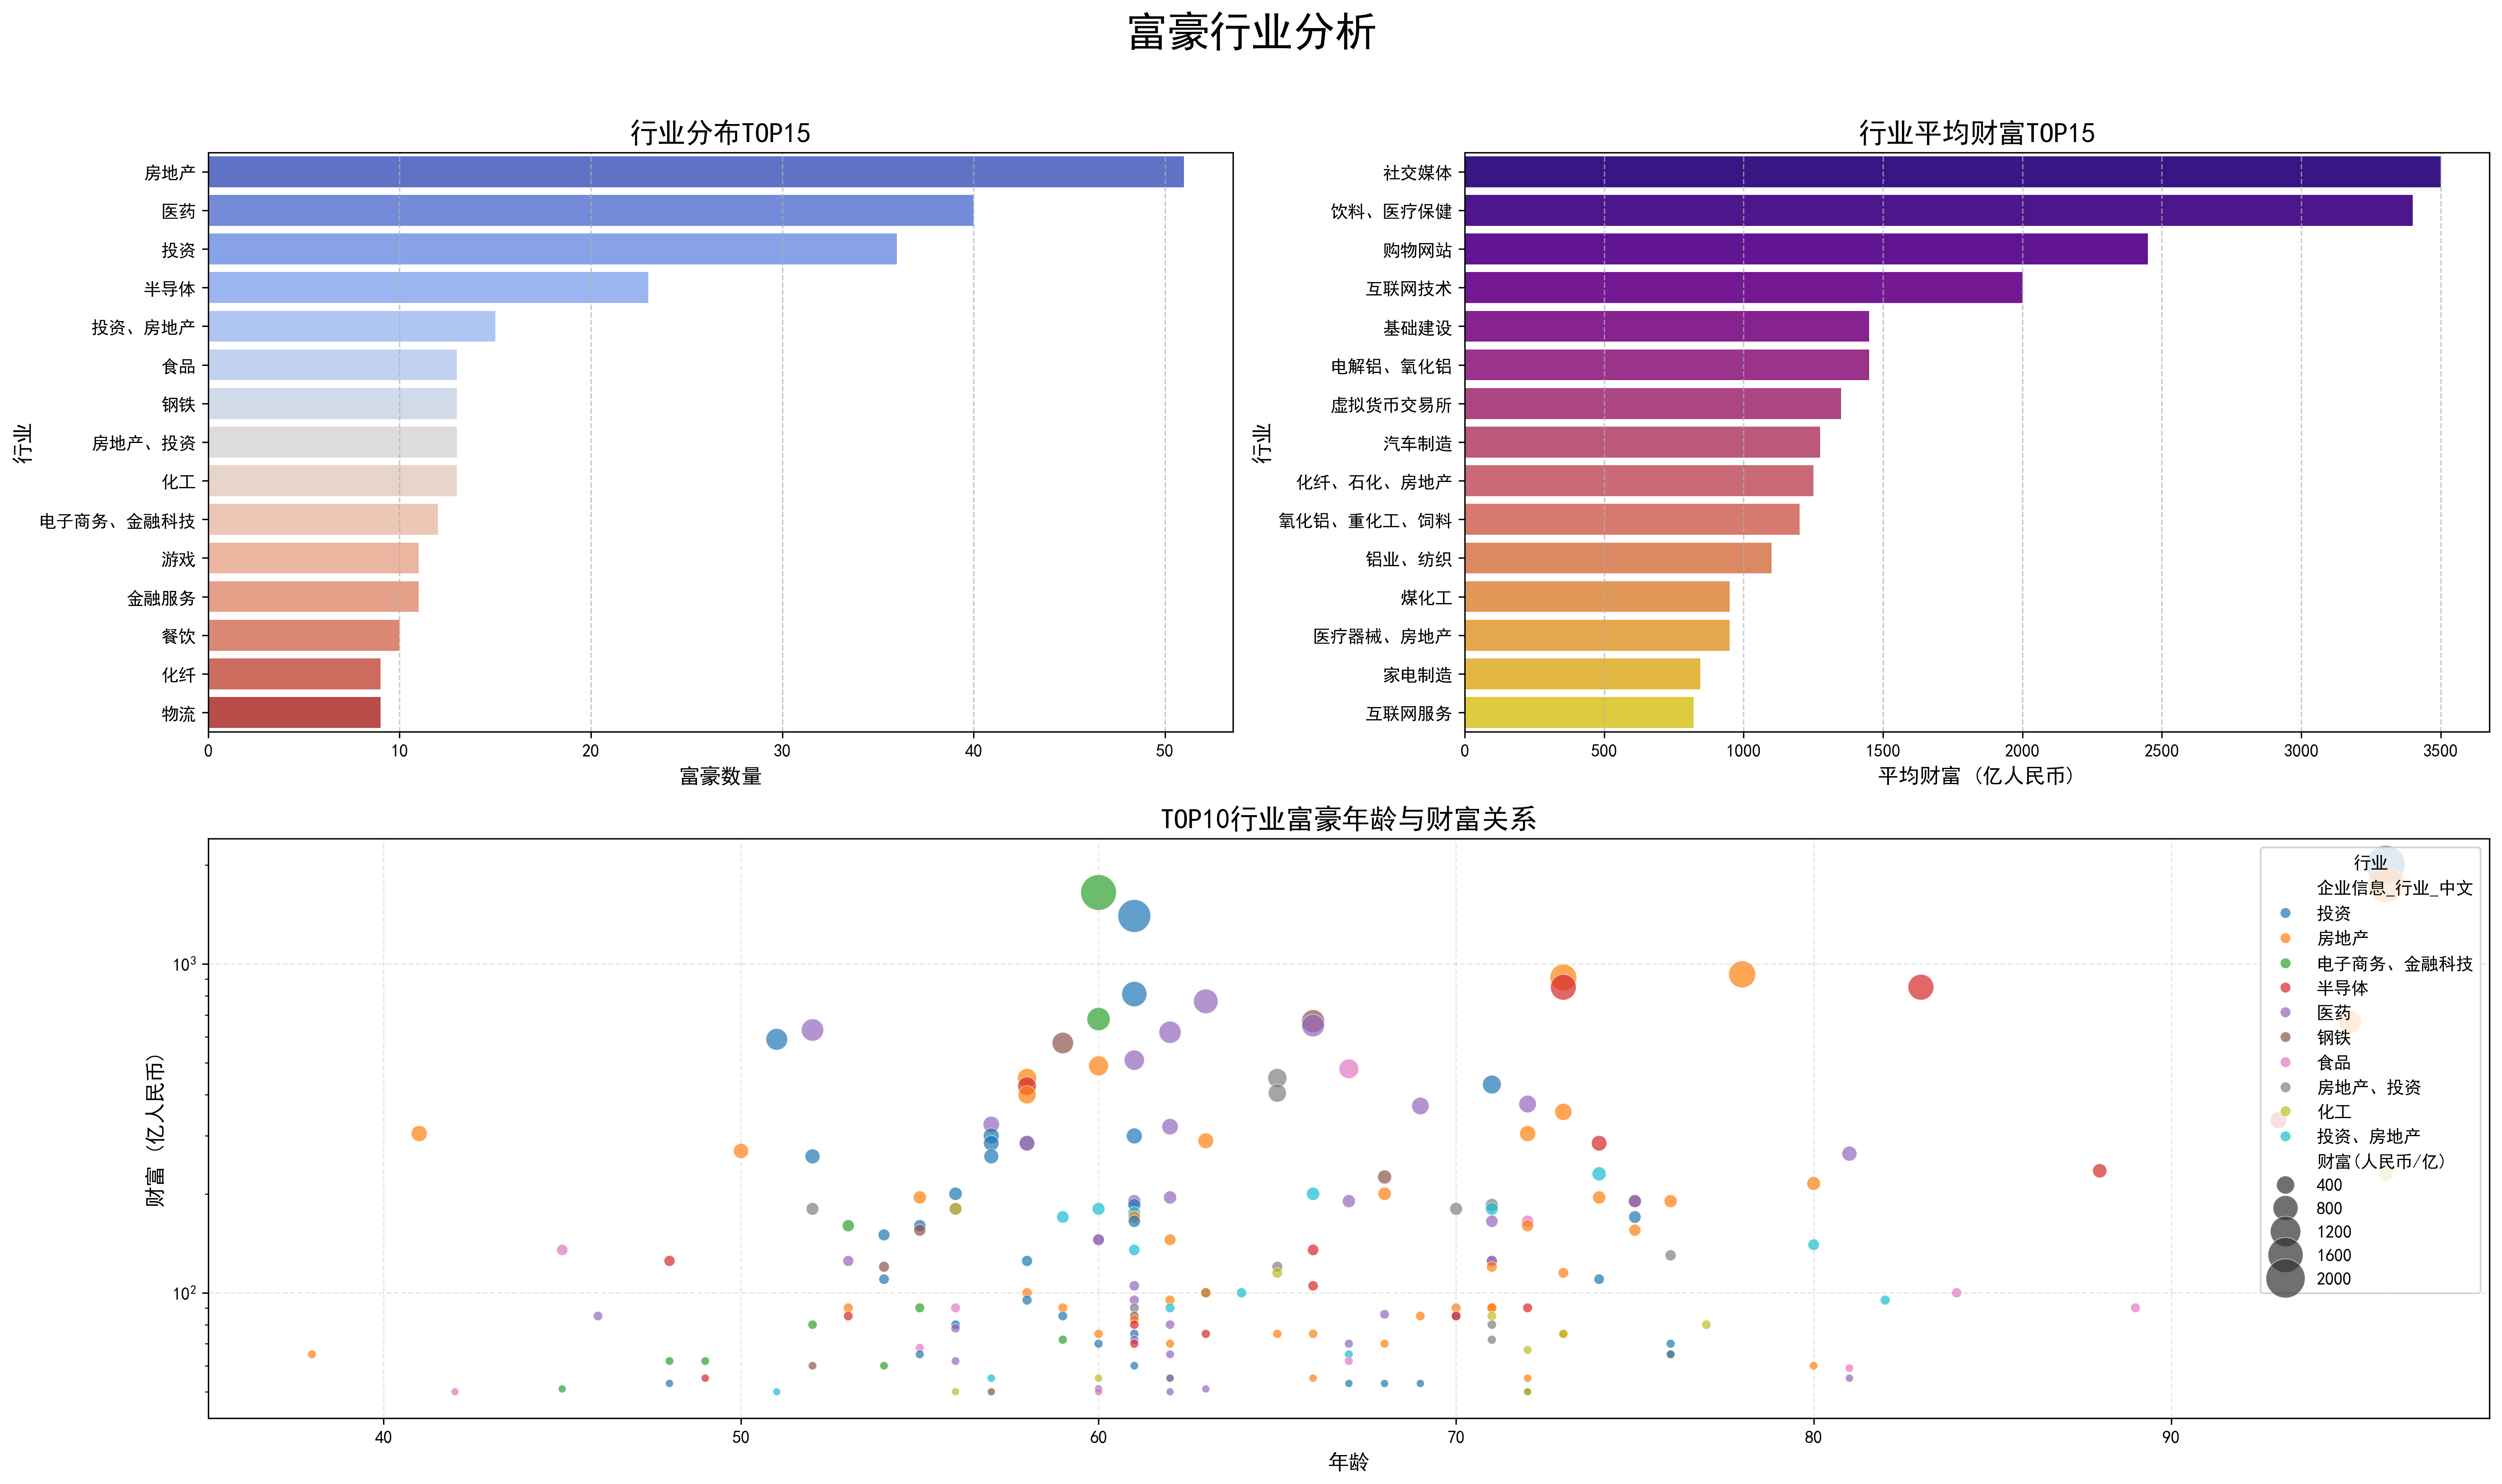 富豪行业分析
行业分布TOP15
行业
房地产
医药
投资
半导体
投资、房地产
食品
钢铁
房地产、投资
化工
电子商务、金融科技
游戏
金融服务
餐饮
化纤
物流
0 10 20 30 40 50
富豪数量
行业平均财富TOP15
行业
社交媒体
饮料、医疗保健
购物网站
互联网技术
基础建设
电解铝、氧化铝
虚拟货币交易所
汽车制造
化纤、石化、房地产
氧化铝、重化工、饲料
铝业、纺织
煤化工
医疗器械、房地产
家电制造
互联网服务
0 500 1000 1500 2000 2500 3000 3500
平均财富 (亿人民币)
TOP10行业富豪年龄与财富关系
财富 (亿人民币)
10³
10²
行业
企业信息_行业_中文
投资
房地产
电子商务、金融科技
半导体
医药
钢铁
食品
房地产、投资
化工
投资、房地产
财富(人民币/亿)
400
800
1200
1600
2000
40 50 60 70 80 90
年龄